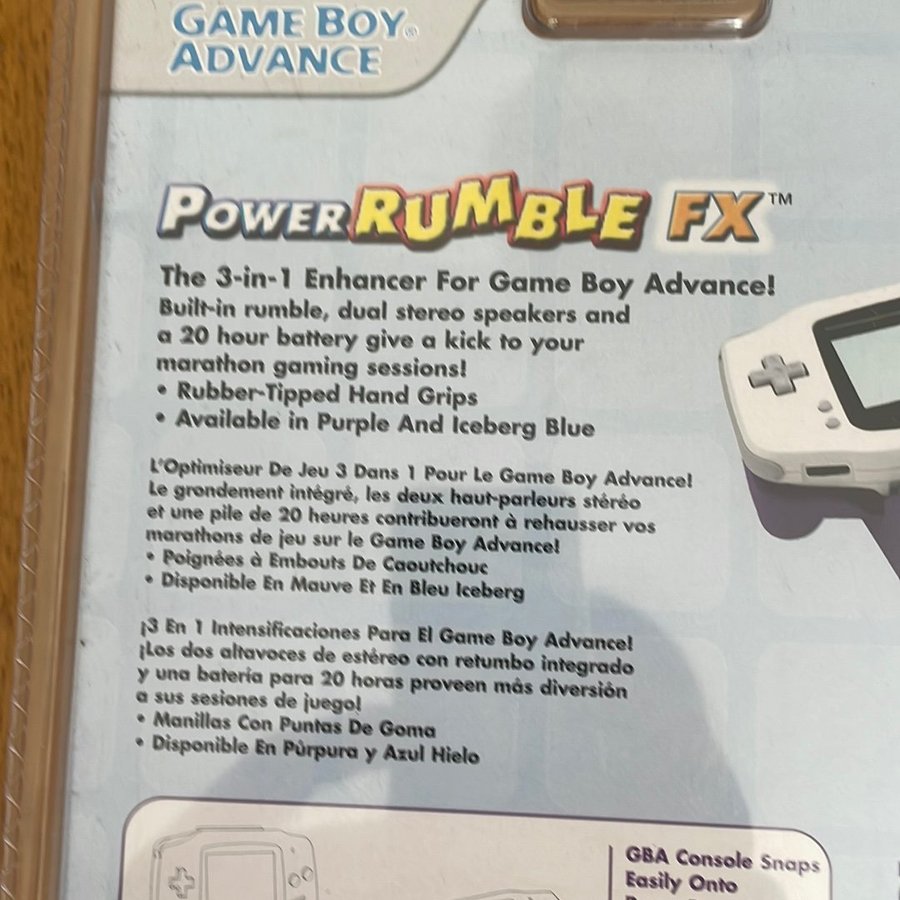 GAME BOY®
ADVANCE
POWER RUMBLE FX™
The 3-in-1 Enhancer For Game Boy Advance!
Built-in rumble, dual stereo speakers and
a 20 hour battery give a kick to your
marathon gaming sessions!
• Rubber-Tipped Hand Grips
• Available in Purple And Iceberg Blue
L'Optimiseur De Jeu 3 Dans 1 Pour Le Game Boy Advance!
Le grondement intégré, les deux haut-parleurs stéréo
et une pile de 20 heures contribueront à rehausser vos
marathons de jeu sur le Game Boy Advance!
• Poignées à Embouts De Caoutchouc
• Disponible En Mauve Et En Bleu Iceberg
¡3 En 1 Intensificaciones Para El Game Boy Advance!
¡Los dos altavoces de estéreo con retumbo integrado
y una batería para 20 horas proveen más diversión
a sus sesiones de juego!
• Manillas Con Puntas De Goma
• Disponible En Púrpura y Azul Hielo
GBA Console Snaps
Easily Onto